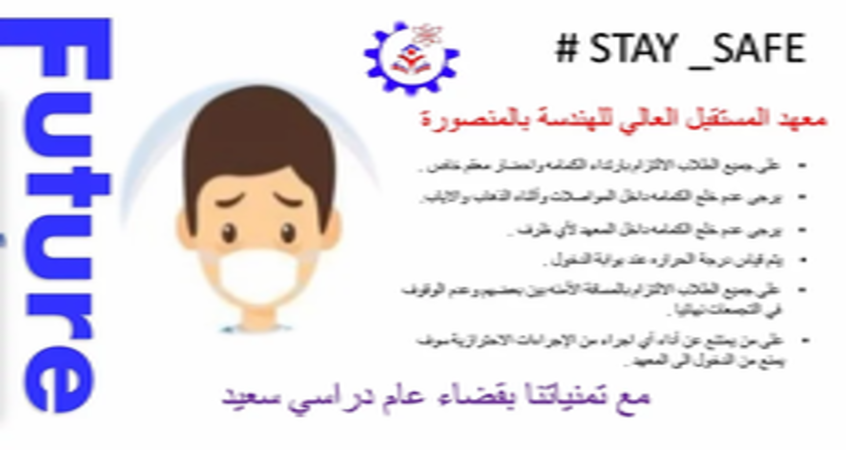 Future
# STAY _SAFE
معهد المستقبل العالي للهندسة بالمنصورة
• على جميع الطلاب الالتزام بارتداء الكمامه واحضار معقم خاص .
• يرجى عدم خلع الكمامه داخل المواصلات وأثناء الذهاب والاياب.
• يرجى عدم خلع الكمامه داخل المعهد لأي ظرف .
• يتم قياس درجة الحراره عند بوابة الدخول .
• على جميع الطلاب الالتزام بالمسافة الأمنه بين بعضهم وعدم الوقوف
في التجمعات نهائيا .
• على من يمتنع عن أداء أي اجراء من الإجراءات الاحترازية سوف
يمنع من الدخول الى المعهد .
مع تمنياتنا بقضاء عام دراسي سعيد